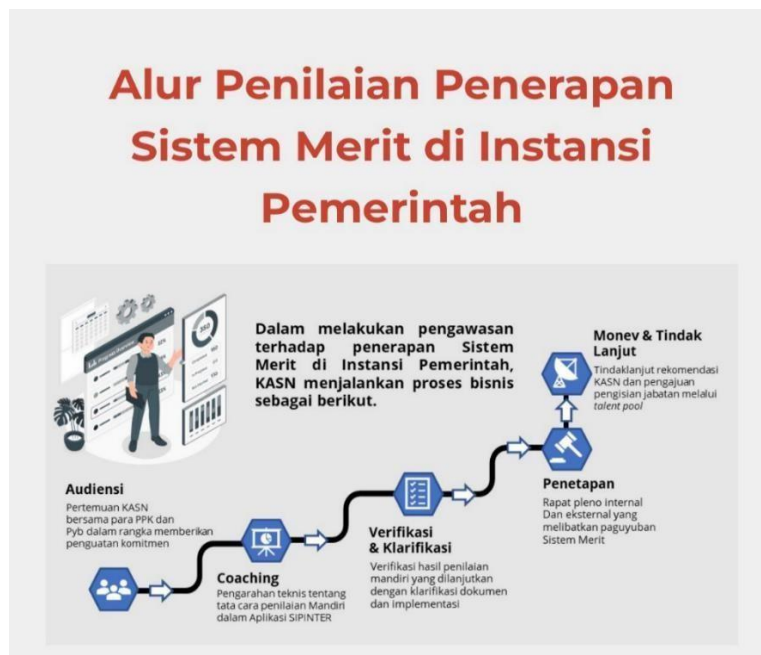 Alur Penilaian Penerapan
Sistem Merit di Instansi
Pemerintah
Dalam melakukan pengawasan
terhadap penerapan Sistem
Merit di Instansi Pemerintah,
KASN menjalankan proses bisnis
sebagai berikut.
Audiensi
Pertemuan KASN
bersama para PPK dan
Pyb dalam rangka memberikan
penguatan komitmen
Coaching
Pengarahan teknis tentang
tata cara penilaian Mandiri
dalam Aplikasi SIPINTER
Verifikasi
& Klarifikasi
Verifikasi hasil penilaian
mandiri yang dilanjutkan
dengan klarifikasi dokumen
dan implementasi
Penetapan
Rapat pleno internal
Dan eksternal yang
melibatkan paguyuban
Sistem Merit
Monev & Tindak
Lanjut
Tindaklanjut rekomendasi
KASN dan pengajuan
pengisian jabatan melalui
talent pool